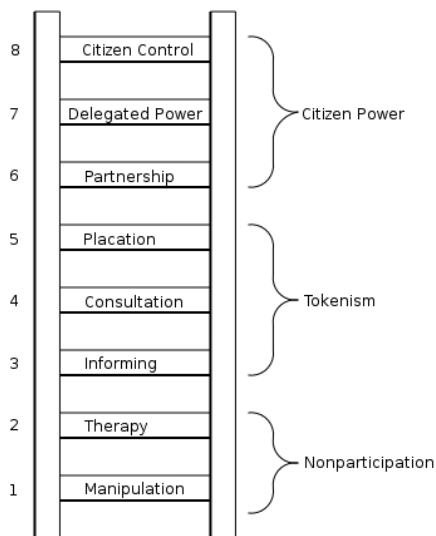 8 Citizen Control
7 Delegated Power Citizen Power
6 Partnership
5 Placation
4 Consultation Tokenism
3 Informing
2 Therapy
Nonparticipation
1 Manipulation